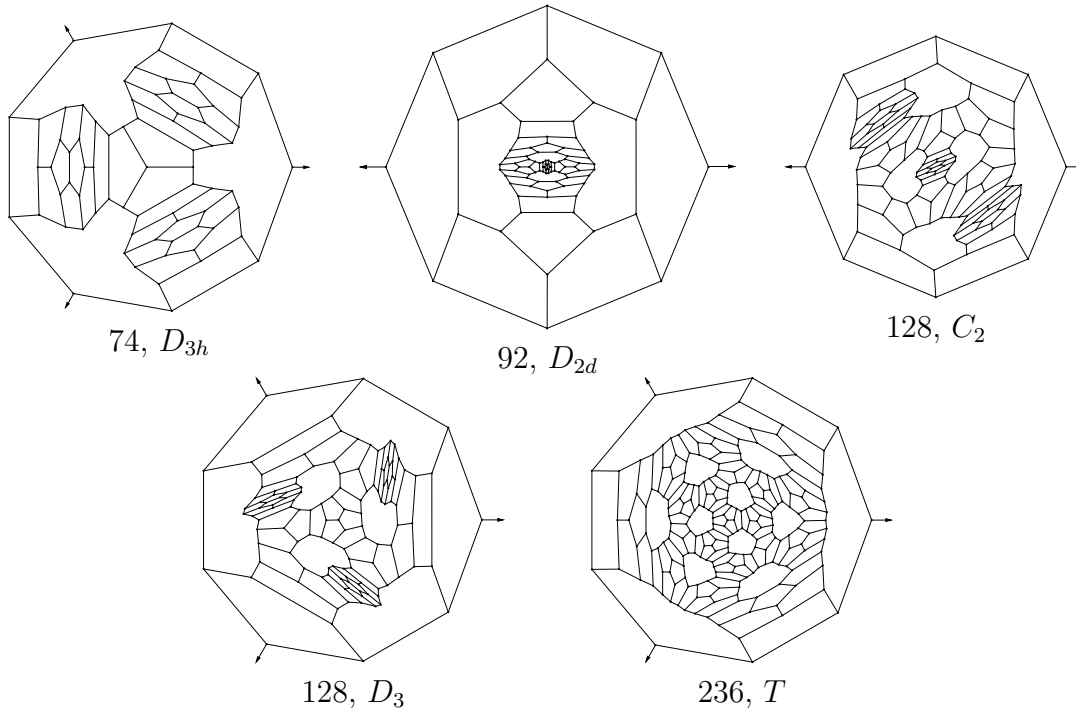 74, D₃ₕ
92, D₂d
128, C₂
128, D₃
236, T